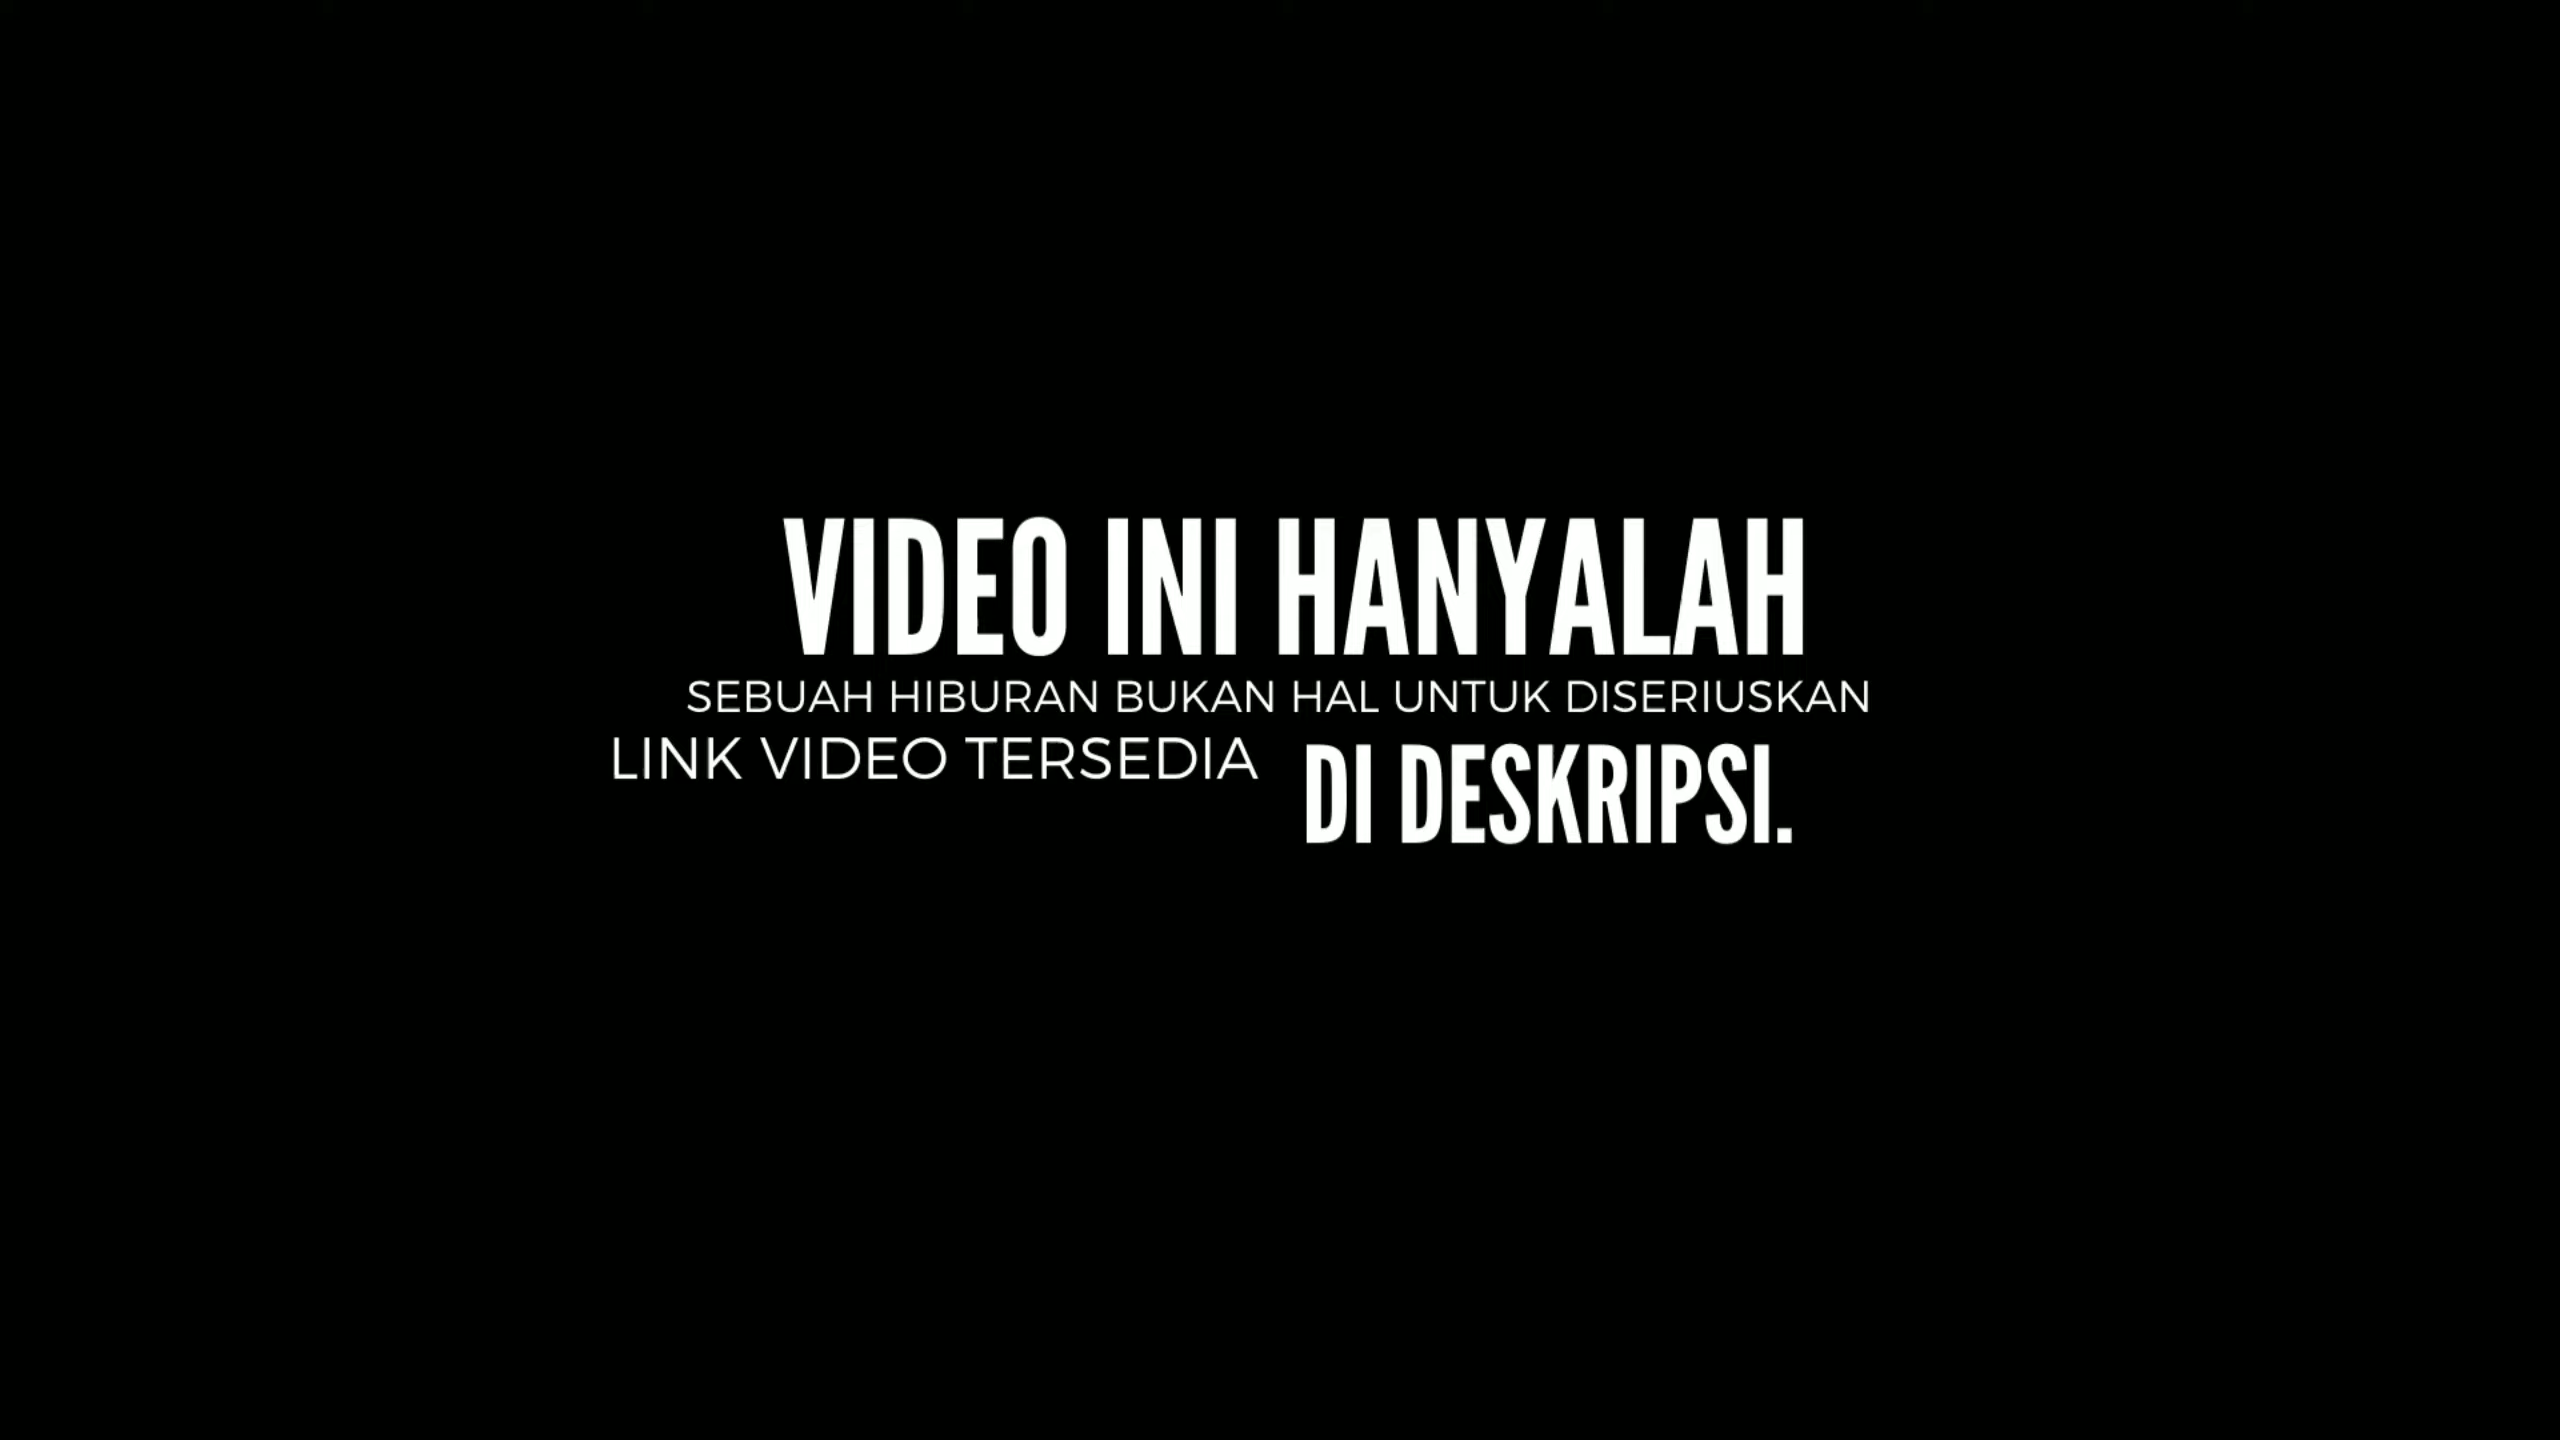 VIDEO INI HANYALAH
SEBUAH HIBURAN BUKAN HAL UNTUK DISERIUSKAN
LINK VIDEO TERSEDIA DI DESKRIPSI.